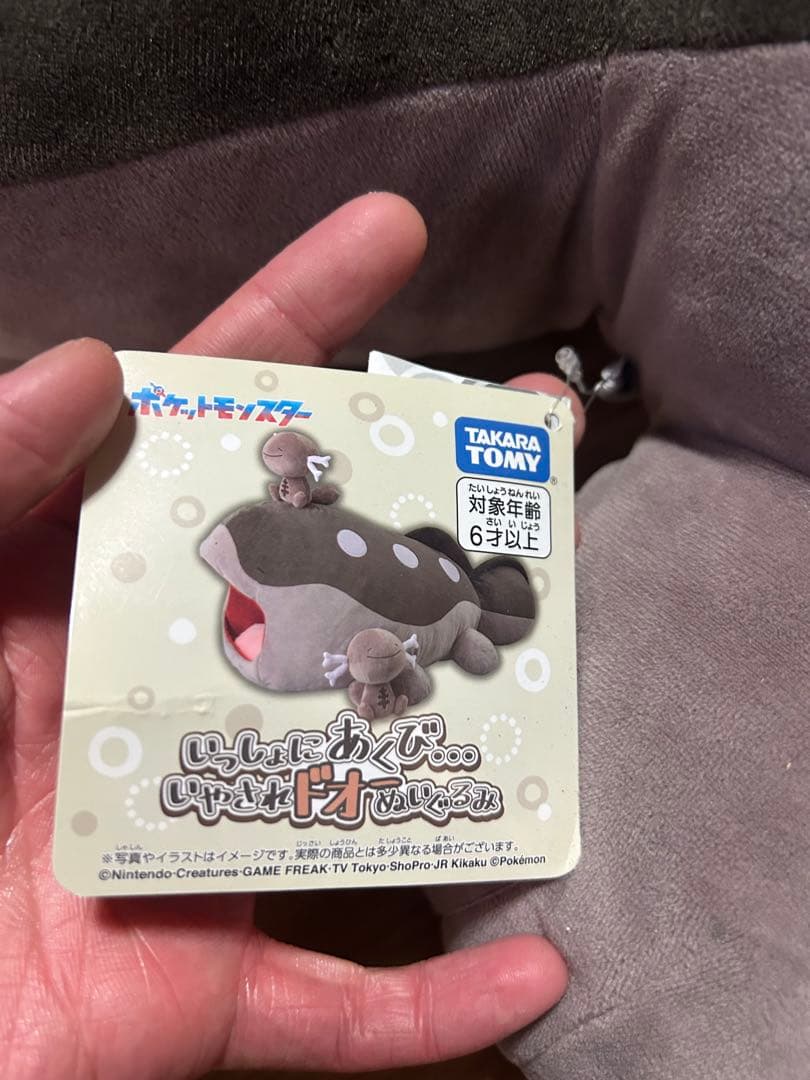 ポケットモンスター
TAKARA
TOMY
®
たいしょうねんれい
対象年齢
さい い じょう
6才以上
いっしょに あくび...
いやされドオーぬいぐるみ
しゃしん じっさい しょうひん たしょうこと ばあい
※写真やイラストはイメージです。実際の商品とは多少異なる場合がございます。
©Nintendo・Creatures・GAME FREAK・TV Tokyo・ShoPro・JR Kikaku ©Pokémon